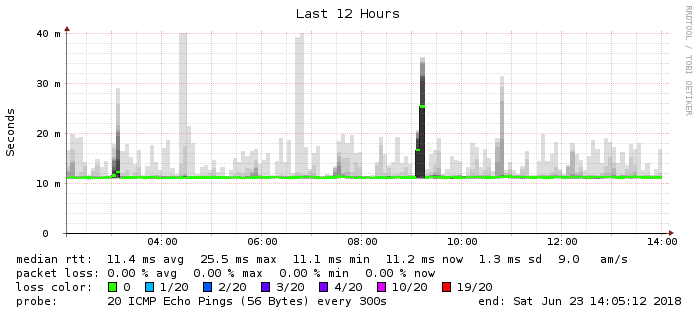 Last 12 Hours
RRDTOOL / TOBI OETIKER
Seconds
40 m
30 m
20 m
10 m
04:00 06:00 08:00 10:00 12:00 14:00
median rtt: 11.4 ms avg 25.5 ms max 11.1 ms min 11.2 ms now 1.3 ms sd 9.0 am/s
packet loss: 0.00 % avg 0.00 % max 0.00 % min 0.00 % now
loss color: 0 1/20 2/20 3/20 4/20 10/20 19/20
probe: 20 ICMP Echo Pings (56 Bytes) every 300s end: Sat Jun 23 14:05:12 2018